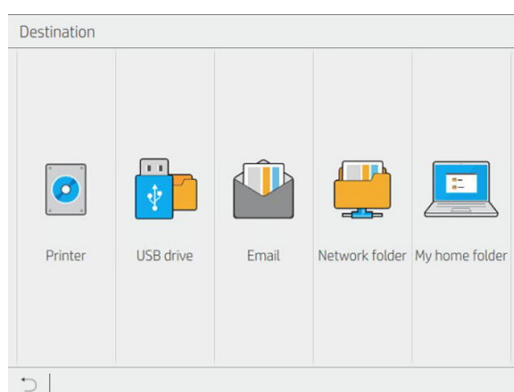 Destination
Printer
USB drive
Email
Network folder
My home folder